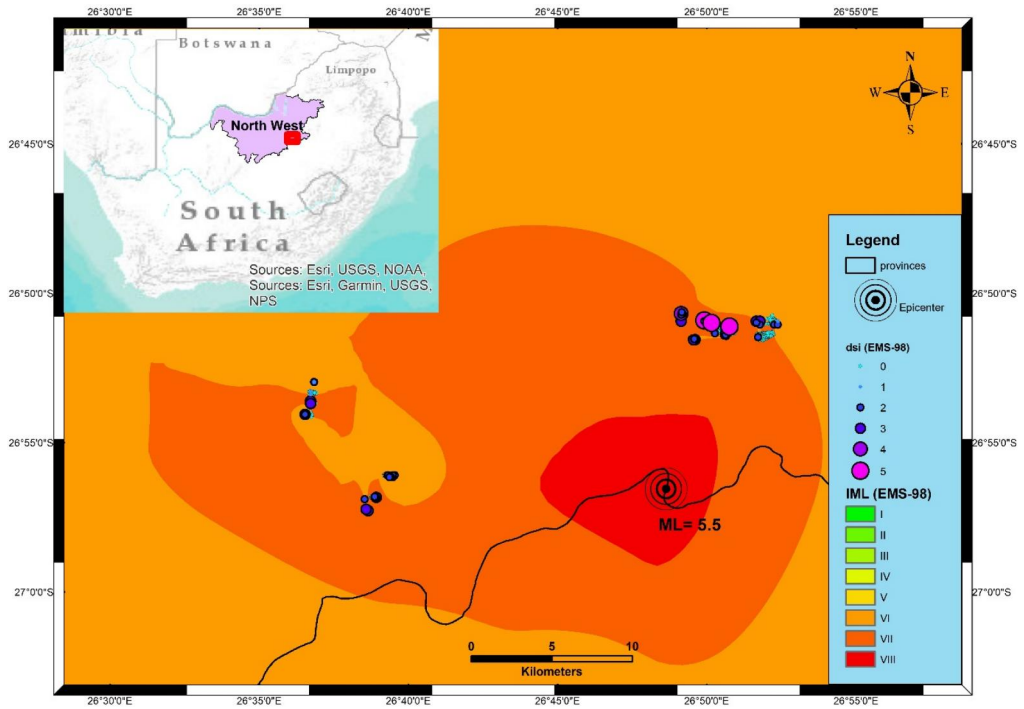 26°30'0"E 26°35'0"E 26°40'0"E 26°45'0"E 26°50'0"E 26°55'0"E
Botswana
Limpopo
North West
South
Africa
Sources: Esri, USGS, NOAA,
Sources: Esri, Garmin, USGS,
NPS
N
W E
S
26°45'0"S 26°45'0"S
26°50'0"S 26°50'0"S
26°55'0"S 26°55'0"S
27°0'0"S 27°0'0"S
ML= 5.5
Legend
provinces
Epicenter
dsi (EMS-98)
0
1
2
3
4
5
IML (EMS-98)
I
II
III
IV
V
VI
VII
VIII
0 5 10
Kilometers
26°30'0"E 26°35'0"E 26°40'0"E 26°45'0"E 26°50'0"E 26°55'0"E